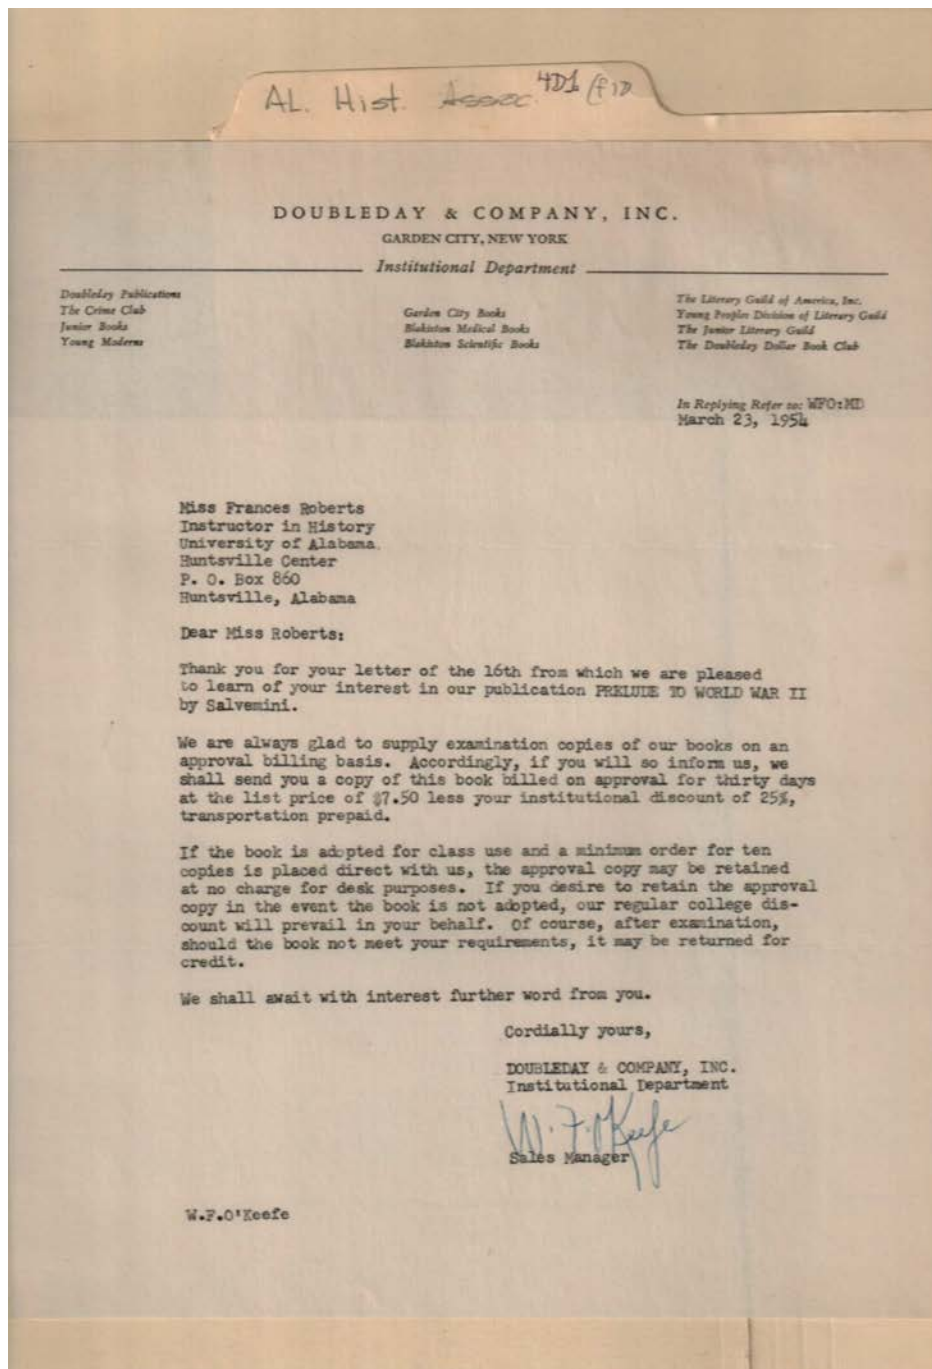 AL. Hist. Assoc. 4D1 (f1D
DOUBLEDAY & COMPANY, INC.
GARDEN CITY, NEW YORK
Institutional Department
Doubleday Publications
The Crime Club
Junior Books
Young Moderns
Garden City Books
Blakiston Medical Books
Blakiston Scientific Books
The Literary Guild of America, Inc.
Young Peoples Division of Literary Guild
The Junior Literary Guild
The Doubleday Dollar Book Club
In Replying Refer to: WFO:MD
March 23, 1954
Miss Frances Roberts
Instructor in History
University of Alabama
Huntsville Center
P. O. Box 860
Huntsville, Alabama
Dear Miss Roberts:
Thank you for your letter of the 16th from which we are pleased
to learn of your interest in our publication PRELUDE TO WORLD WAR II
by Salvemini.
We are always glad to supply examination copies of our books on an
approval billing basis. Accordingly, if you will so inform us, we
shall send you a copy of this book billed on approval for thirty days
at the list price of $7.50 less your institutional discount of 25%,
transportation prepaid.
If the book is adopted for class use and a minimum order for ten
copies is placed direct with us, the approval copy may be retained
at no charge for desk purposes. If you desire to retain the approval
copy in the event the book is not adopted, our regular college dis-
count will prevail in your behalf. Of course, after examination,
should the book not meet your requirements, it may be returned for
credit.
We shall await with interest further word from you.
Cordially yours,
DOUBLEDAY & COMPANY, INC.
Institutional Department
W. F. O'Keefe
Sales Manager
W.F.O'Keefe